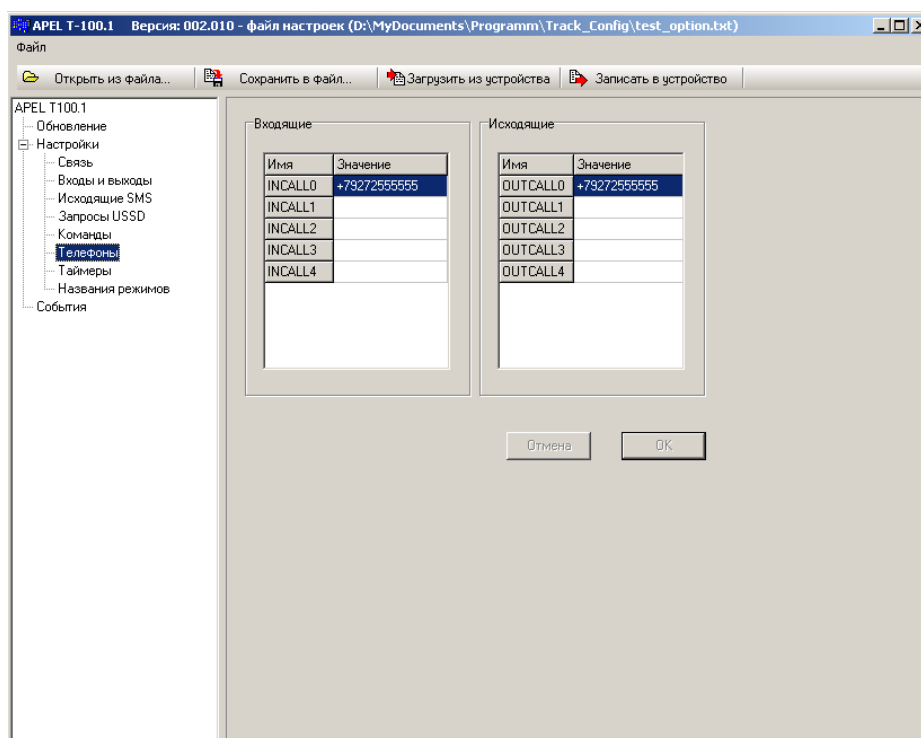 APEL T-100.1 Версия: 002.010 - файл настроек (D:\MyDocuments\Programm\Track_Config\test_option.txt)
Файл
Открыть из файла... Сохранить в файл... Загрузить из устройства Записать в устройство
APEL T100.1
Обновление
Настройки
Связь
Входы и выходы
Исходящие SMS
Запросы USSD
Команды
Телефоны
Таймеры
Названия режимов
События
Входящие
Имя Значение
INCALL0 +79272555555
INCALL1
INCALL2
INCALL3
INCALL4
Исходящие
Имя Значение
OUTCALL0 +79272555555
OUTCALL1
OUTCALL2
OUTCALL3
OUTCALL4
Отмена OK